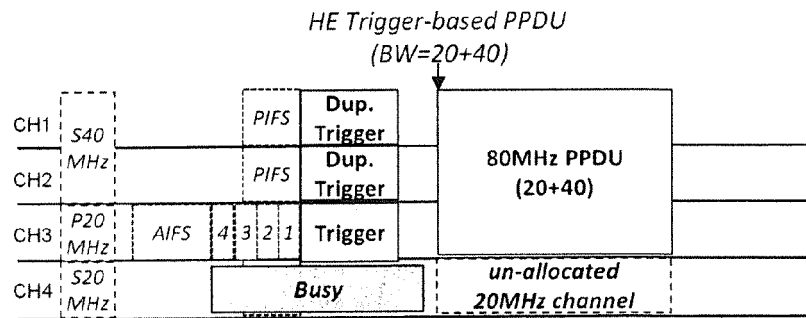 HE Trigger-based PPDU
(BW=20+40)
CH1
S40
MHz
PIFS
Dup.
Trigger
CH2
PIFS
Dup.
Trigger
80MHz PPDU
(20+40)
CH3
P20
MHz
AIFS
4
3
2
1
Trigger
CH4
S20
MHz
Busy
un-allocated
20MHz channel